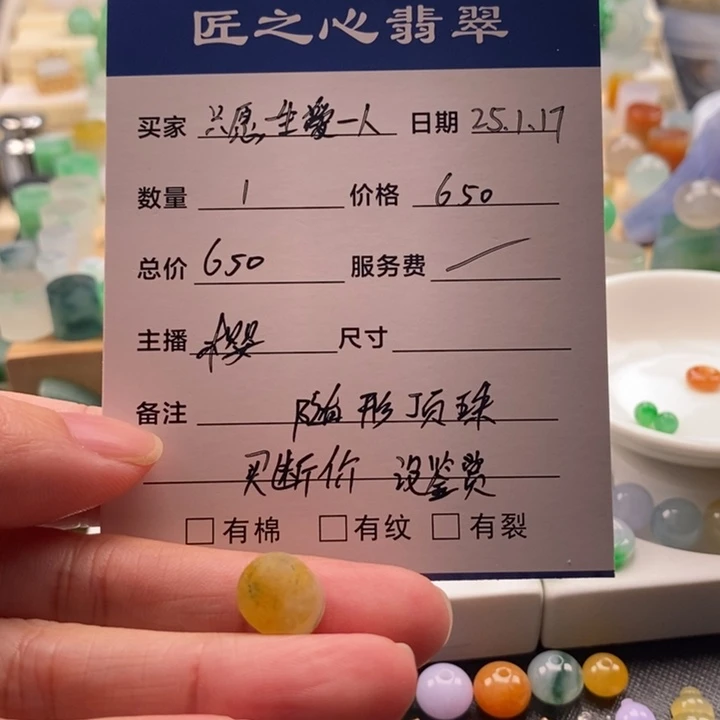 匠之心翡翠
买家 只愿生爱一人 日期 25.1.17
数量 1 价格 650
总价 650 服务费 /
主播 樱 尺寸
备注 随形顶珠
买断价 设鉴赏
□有棉 □有纹 □有裂